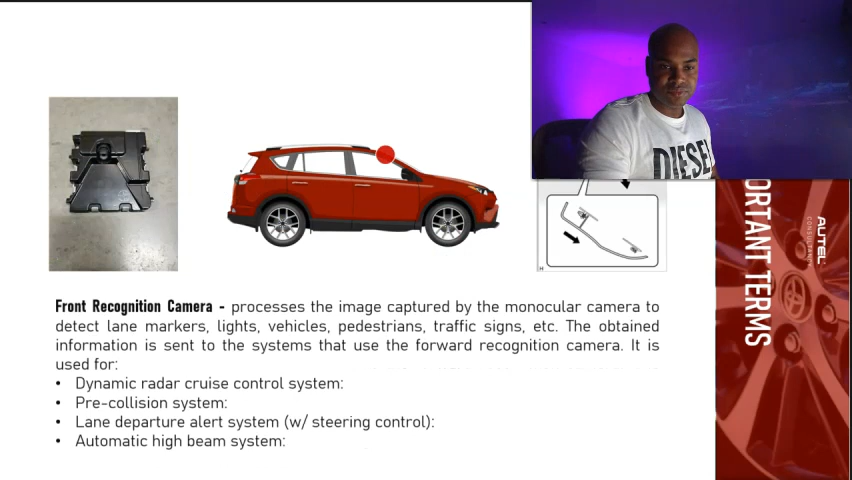 DIESEL
AUTEL
CONSULTANCY
ORTANT TERMS
Front Recognition Camera - processes the image captured by the monocular camera to
detect lane markers, lights, vehicles, pedestrians, traffic signs, etc. The obtained
information is sent to the systems that use the forward recognition camera. It is
used for:
• Dynamic radar cruise control system:
• Pre-collision system:
• Lane departure alert system (w/ steering control):
• Automatic high beam system: